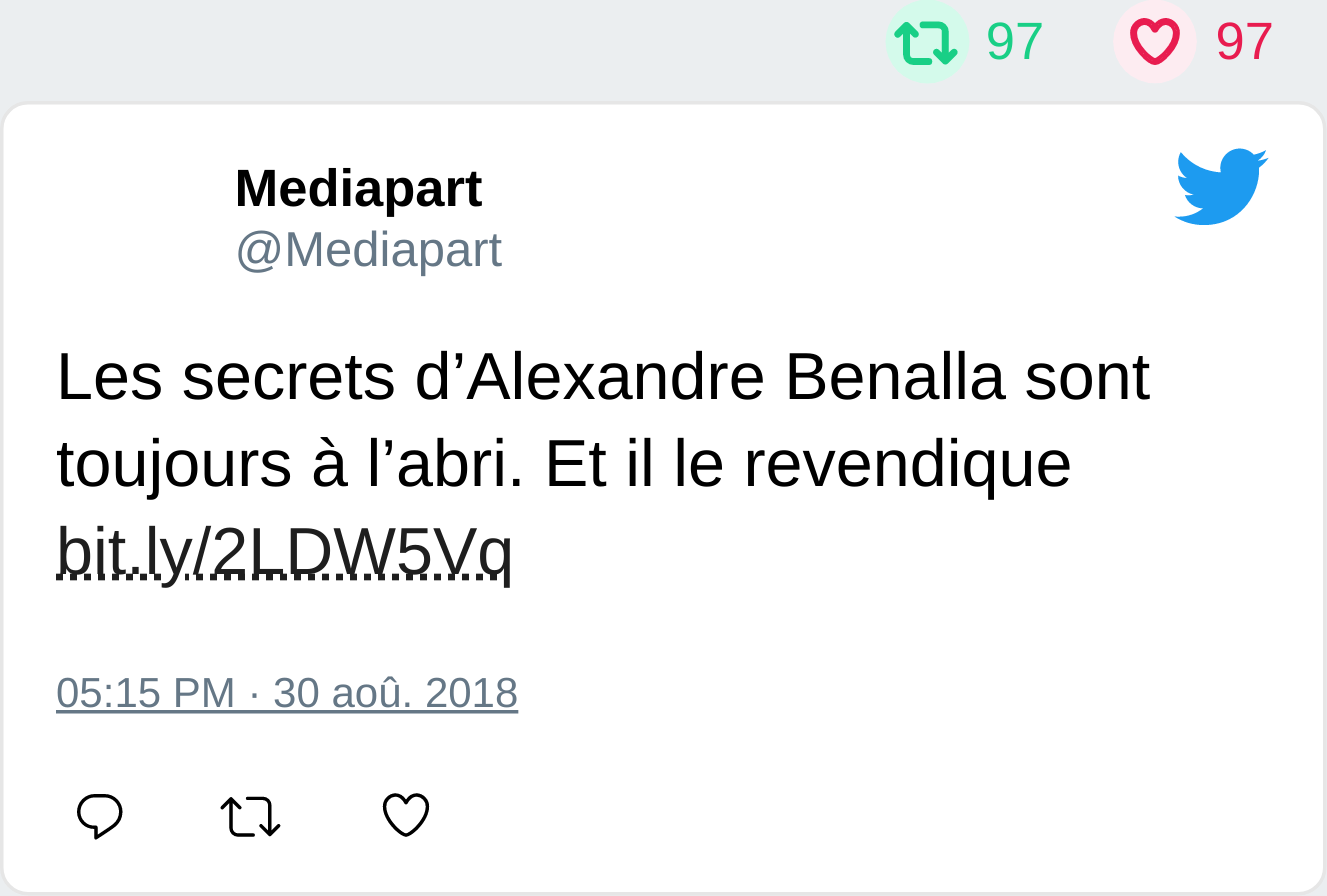 97 97
Mediapart
@Mediapart
Les secrets d’Alexandre Benalla sont
toujours à l’abri. Et il le revendique
bit.ly/2LDW5Vq
05:15 PM · 30 aoû. 2018